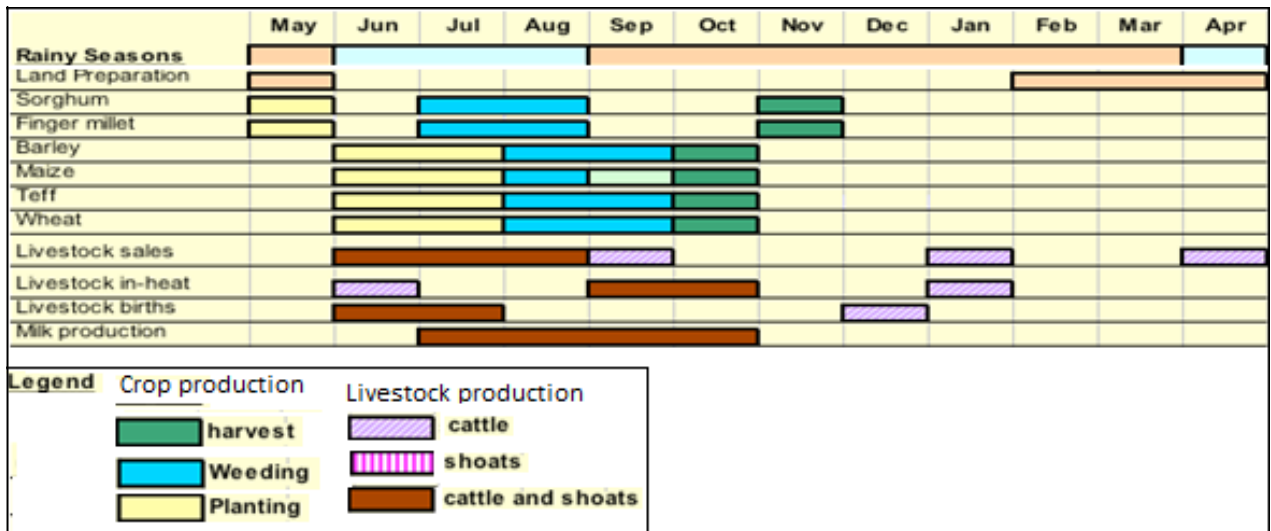 May Jun Jul Aug Sep Oct Nov Dec Jan Feb Mar Apr
Rainy Seasons
Land Preparation
Sorghum
Finger millet
Barley
Maize
Teff
Wheat
Livestock sales
Livestock in-heat
Livestock births
Milk production
Legend Crop production Livestock production
harvest cattle
Weeding shoats
Planting cattle and shoats